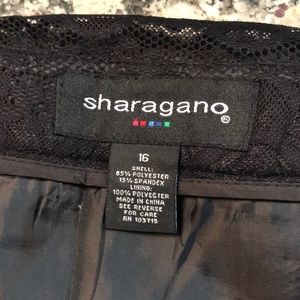 sharagano
®
16
SHELL:
85% POLYESTER
15% SPANDEX
LINING:
100% POLYESTER
MADE IN CHINA
SEE REVERSE
FOR CARE
RN 103715